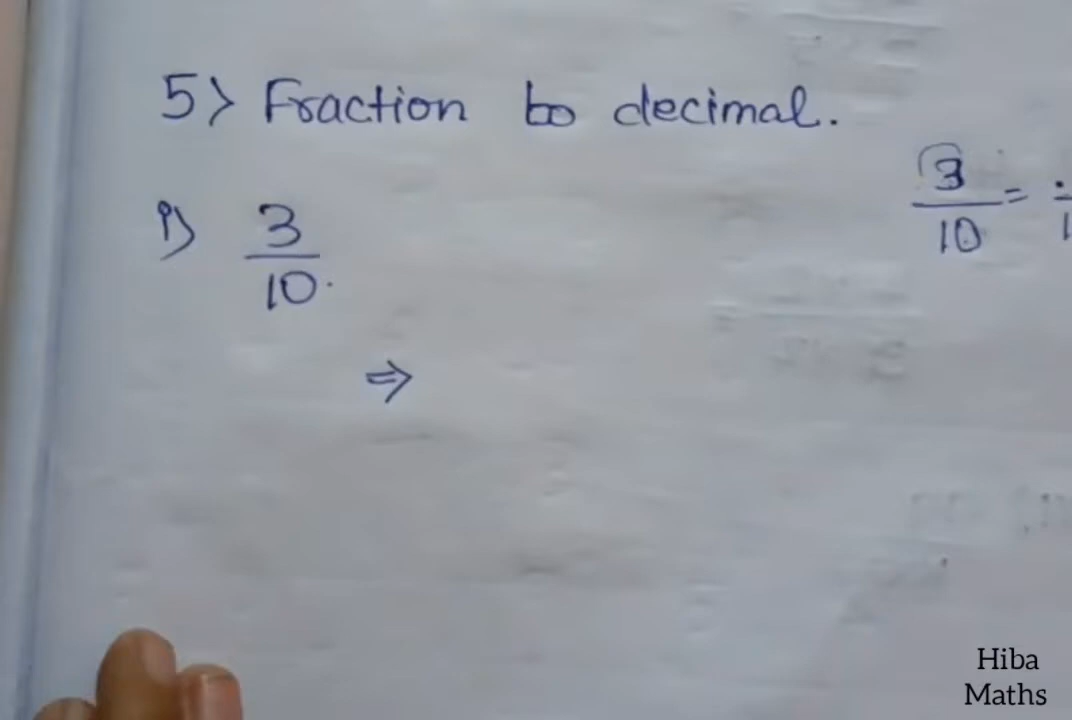 5> Fraction to decimal.
i) 3/10.
3/10 =
⇒
Hiba
Maths